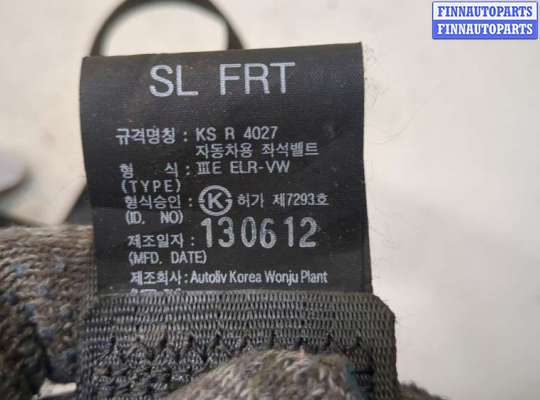 FINNAUTOPARTS
FINNAUTOPARTS
SL FRT
규격명칭 : KS R 4027
자동차용 좌석벨트
형 식 : ⅢE ELR-VW
(TYPE)
형식승인 : Ⓚ 허가 제7293호
(ID. NO)
제조일자 : 130612
(MFD. DATE)
제조회사 : Autoliv Korea Wonju Plant